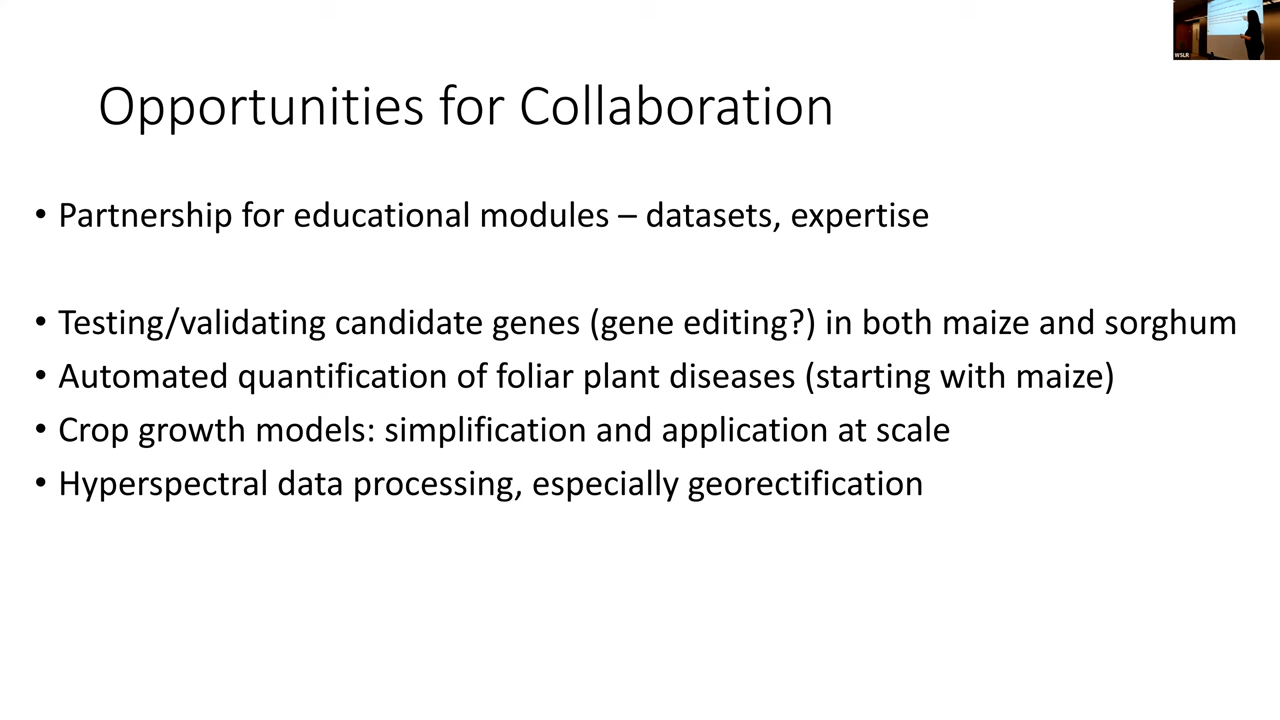 WSLR
Opportunities for Collaboration
• Partnership for educational modules – datasets, expertise
• Testing/validating candidate genes (gene editing?) in both maize and sorghum
• Automated quantification of foliar plant diseases (starting with maize)
• Crop growth models: simplification and application at scale
• Hyperspectral data processing, especially georectification